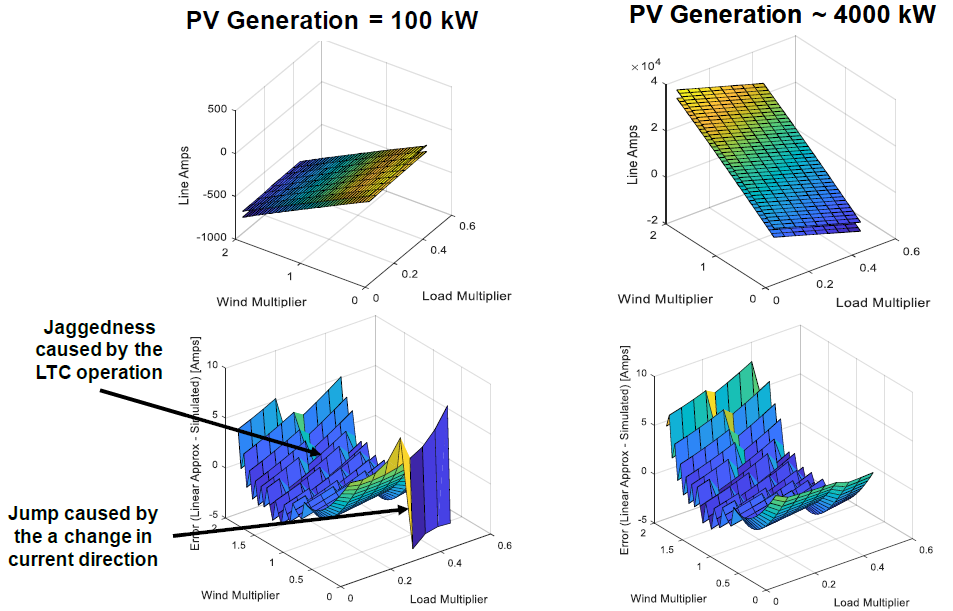 PV Generation = 100 kW
PV Generation ~ 4000 kW
500
0
-500
-1000
Line Amps
2
1
0
Wind Multiplier
0
0.2
0.4
0.6
Load Multiplier
× 10⁴
4
2
0
-2
Line Amps
2
1
0
Wind Multiplier
0
0.2
0.4
0.6
Load Multiplier
Jaggedness
caused by the
LTC operation
Jump caused by
the a change in
current direction
Error (Linear Approx - Simulated) [Amps]
10
5
0
-5
2
1.5
1
0.5
0
Wind Multiplier
0
0.2
0.4
0.6
Load Multiplier
Error (Linear Approx - Simulated) [Amps]
10
5
0
-5
2
1.5
1
0.5
0
Wind Multiplier
0
0.2
0.4
0.6
Load Multiplier